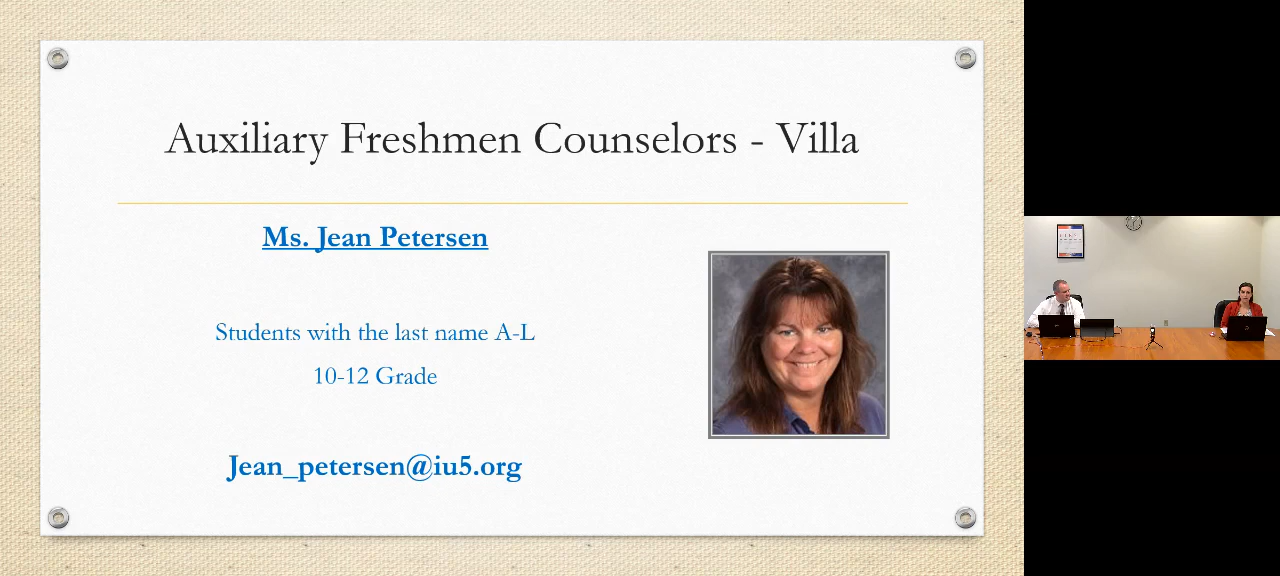 Auxiliary Freshmen Counselors - Villa
Ms. Jean Petersen
Students with the last name A-L
10-12 Grade
Jean_petersen@iu5.org